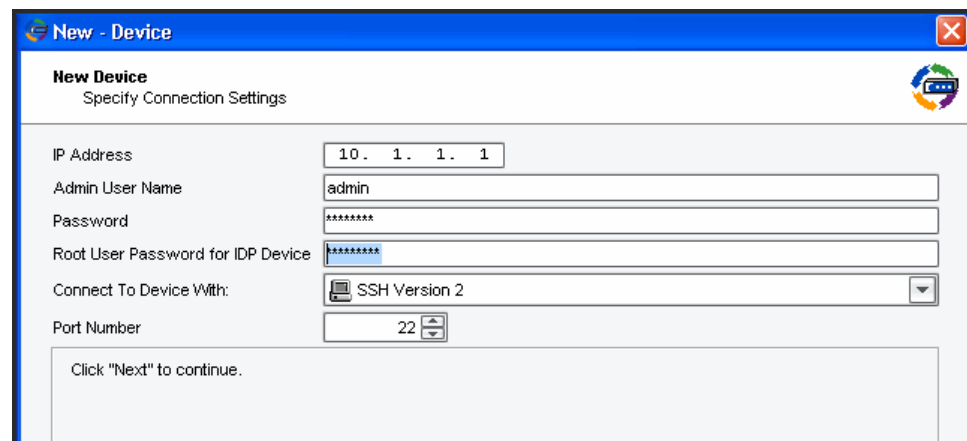 New - Device
New Device
Specify Connection Settings
IP Address 10. 1. 1. 1
Admin User Name admin
Password ********
Root User Password for IDP Device *********
Connect To Device With: SSH Version 2
Port Number 22
Click "Next" to continue.